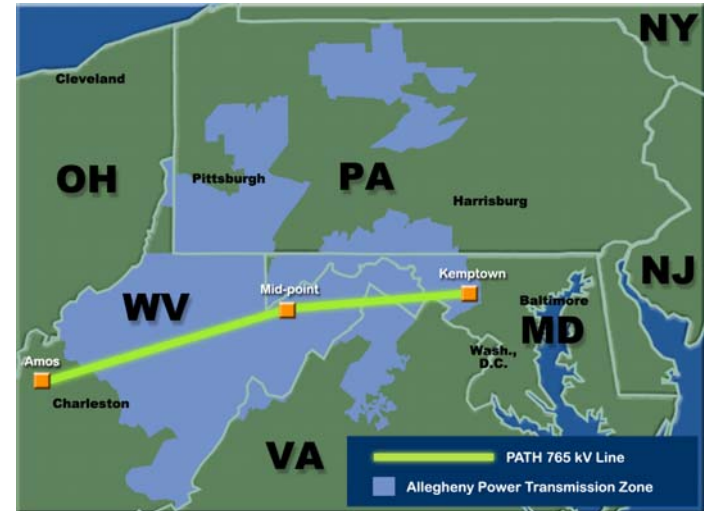 NY
Cleveland
OH
Pittsburgh
PA
Harrisburg
NJ
Kemptown
Mid-point
WV
Baltimore
MD
Wash.,
D.C.
Amos
Charleston
VA
PATH 765 kV Line
Allegheny Power Transmission Zone